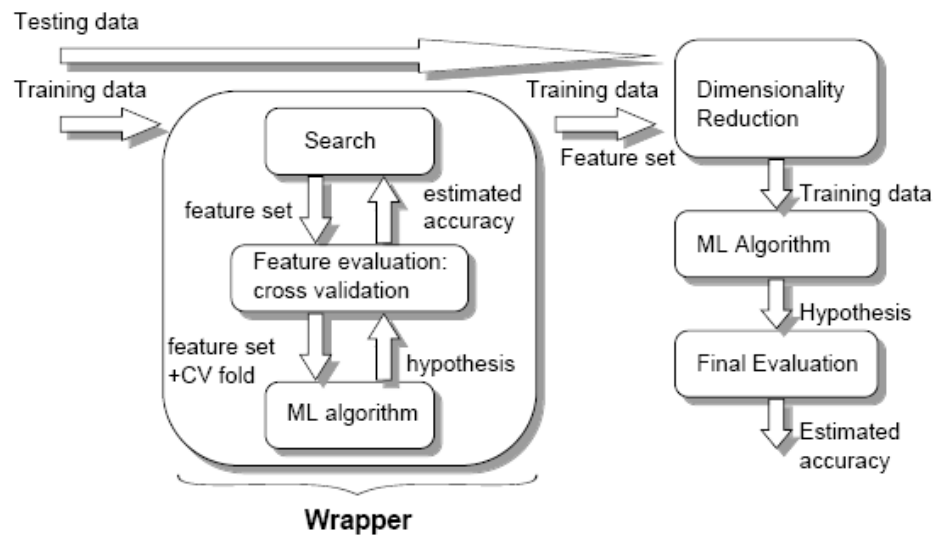 Testing data
Training data
Search
feature set
estimated
accuracy
Feature evaluation:
cross validation
feature set
+CV fold
hypothesis
ML algorithm
Wrapper
Training data
Feature set
Dimensionality
Reduction
Training data
ML Algorithm
Hypothesis
Final Evaluation
Estimated
accuracy